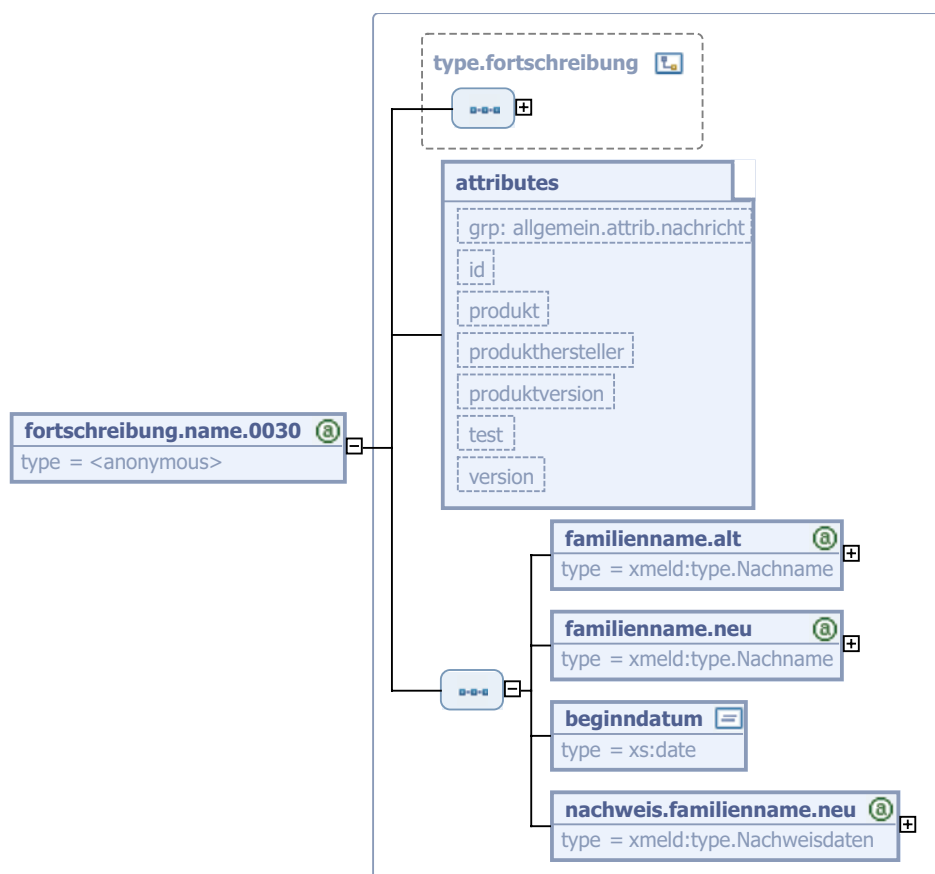 type.fortschreibung
attributes
grp: allgemein.attrib.nachricht
id
produkt
produkthersteller
produktversion
test
version
fortschreibung.name.0030
type = <anonymous>
familienname.alt
type = xmeld:type.Nachname
familienname.neu
type = xmeld:type.Nachname
beginndatum
type = xs:date
nachweis.familienname.neu
type = xmeld:type.Nachweisdaten